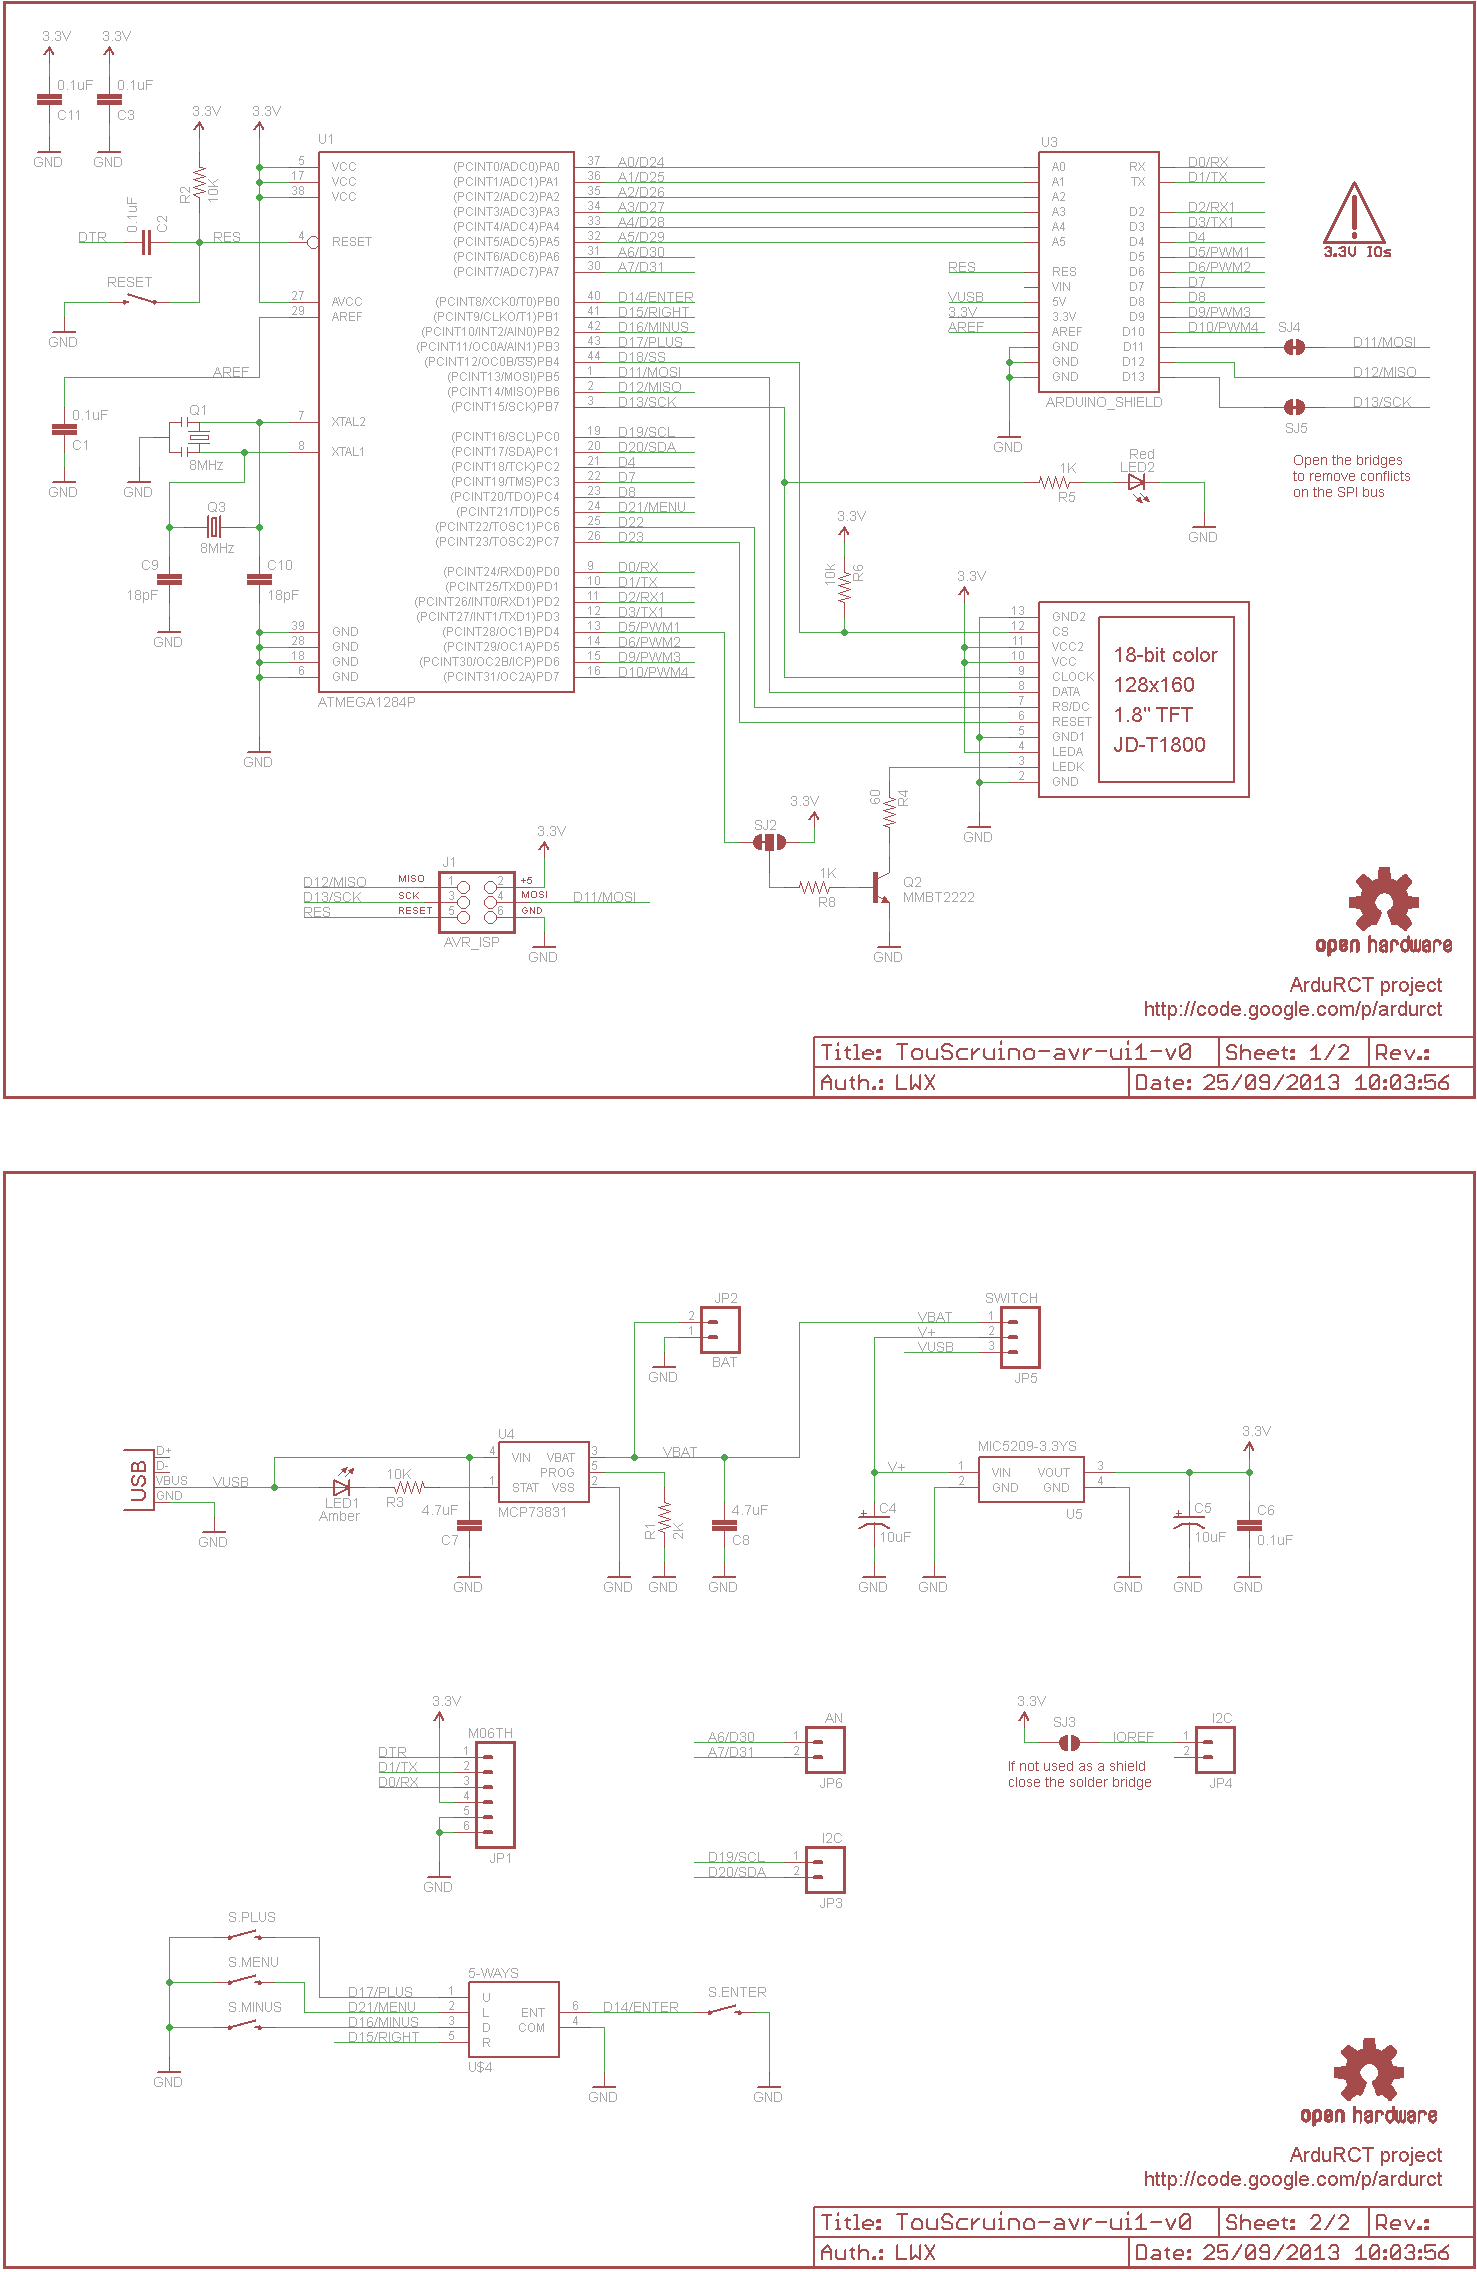 3.3V
3.3V
0.1uF
C11
GND
0.1uF
C3
GND
3.3V
3.3V
R2
10K
0.1uF
C2
DTR
RES
RESET
GND
AREF
0.1uF
C1
GND
Q1
8MHz
GND
Q3
8MHz
C9
18pF
C10
18pF
GND
GND
U1
5 VCC (PCINT0/ADC0)PA0 37 A0/D24
17 VCC (PCINT1/ADC1)PA1 36 A1/D25
38 VCC (PCINT2/ADC2)PA2 35 A2/D26
(PCINT3/ADC3)PA3 34 A3/D27
(PCINT4/ADC4)PA4 33 A4/D28
4 RESET (PCINT5/ADC5)PA5 32 A5/D29
(PCINT6/ADC6)PA6 31 A6/D30
(PCINT7/ADC7)PA7 30 A7/D31
27 AVCC (PCINT8/XCK0/T0)PB0 40 D14/ENTER
29 AREF (PCINT9/CLKO/T1)PB1 41 D15/RIGHT
(PCINT10/INT2/AIN0)PB2 42 D16/MINUS
(PCINT11/OC0A/AIN1)PB3 43 D17/PLUS
(PCINT12/OC0B/SS)PB4 44 D18/SS
(PCINT13/MOSI)PB5 1 D11/MOSI
(PCINT14/MISO)PB6 2 D12/MISO
(PCINT15/SCK)PB7 3 D13/SCK
7 XTAL2
(PCINT16/SCL)PC0 19 D19/SCL
8 XTAL1 (PCINT17/SDA)PC1 20 D20/SDA
(PCINT18/TCK)PC2 21 D4
(PCINT19/TMS)PC3 22 D7
(PCINT20/TDO)PC4 23 D8
(PCINT21/TDI)PC5 24 D21/MENU
(PCINT22/TOSC1)PC6 25 D22
(PCINT23/TOSC2)PC7 26 D23
(PCINT24/RXD0)PD0 9 D0/RX
(PCINT25/TXD0)PD1 10 D1/TX
(PCINT26/INT0/RXD1)PD2 11 D2/RX1
(PCINT27/INT1/TXD1)PD3 12 D3/TX1
39 GND (PCINT28/OC1B)PD4 13 D5/PWM1
28 GND (PCINT29/OC1A)PD5 14 D6/PWM2
18 GND (PCINT30/OC2B/ICP)PD6 15 D9/PWM3
6 GND (PCINT31/OC2A)PD7 16 D10/PWM4
ATMEGA1284P
U3
A0 RX D0/RX
A1 TX D1/TX
A2
A3 D2 D2/RX1
A4 D3 D3/TX1
A5 D4 D4
D5 D5/PWM1
RES RES D6 D6/PWM2
VIN D7 D7
VUSB 5V D8 D8
3.3V 3.3V D9 D9/PWM3
AREF AREF D10 D10/PWM4
GND D11
GND D12
GND D13
ARDUINO_SHIELD
GND
SJ4
D11/MOSI
D12/MISO
D13/SCK
SJ5
3.3V IOs
Open the bridges
to remove conflicts
on the SPI bus
1K
R5
Red
LED2
GND
3.3V
10k
R6
3.3V
13 GND2
12 CS
11 VCC2
10 VCC
9 CLOCK
8 DATA
7 RS/DC
6 RESET
5 GND1
4 LEDA
3 LEDK
2 GND
18-bit color
128x160
1.8" TFT
JD-T1800
GND
60
R4
3.3V
SJ2
1K
R8
Q2
MMBT2222
GND
3.3V
J1
D12/MISO MISO 1 2 +5
D13/SCK SCK 3 4 MOSI D11/MOSI
RES RESET 5 6 GND
AVR_ISP
GND
open hardware
ArduRCT project
http://code.google.com/p/ardurct
Title: TouScruino-avr-ui1-v0 Sheet: 1/2 Rev.:
Auth.: LWX Date: 25/09/2013 10:03:56
JP2
2
1
BAT
GND
SWITCH
VBAT 1
V+ 2
VUSB 3
JP5
USB
D+
D-
VBUS
GND
VUSB
GND
LED1
Amber
10K
R3
4.7uF
C7
GND
U4
4 VIN VBAT 3
PROG 5
1 STAT VSS 2
MCP73831
VBAT
GND
R1
2K
GND
4.7uF
C8
GND
V+
C4
10uF
GND
MIC5209-3.3YS
1 VIN VOUT 3
2 GND GND 4
U5
GND
GND
3.3V
C5
10uF
GND
C6
0.1uF
GND
3.3V
M06TH
DTR 1
D1/TX 2
D0/RX 3
4
5
6
JP1
GND
AN
A6/D30 1
A7/D31 2
JP6
3.3V
SJ3
IOREF
I2C
1
2
JP4
If not used as a shield
close the solder bridge
I2C
D19/SCL 1
D20/SDA 2
JP3
S.PLUS
S.MENU
S.MINUS
GND
5-WAYS
D17/PLUS 1 U
D21/MENU 2 L ENT 6 D14/ENTER
D16/MINUS 3 D COM 4
D15/RIGHT 5 R
U$4
GND
S.ENTER
GND
open hardware
ArduRCT project
http://code.google.com/p/ardurct
Title: TouScruino-avr-ui1-v0 Sheet: 2/2 Rev.:
Auth.: LWX Date: 25/09/2013 10:03:56